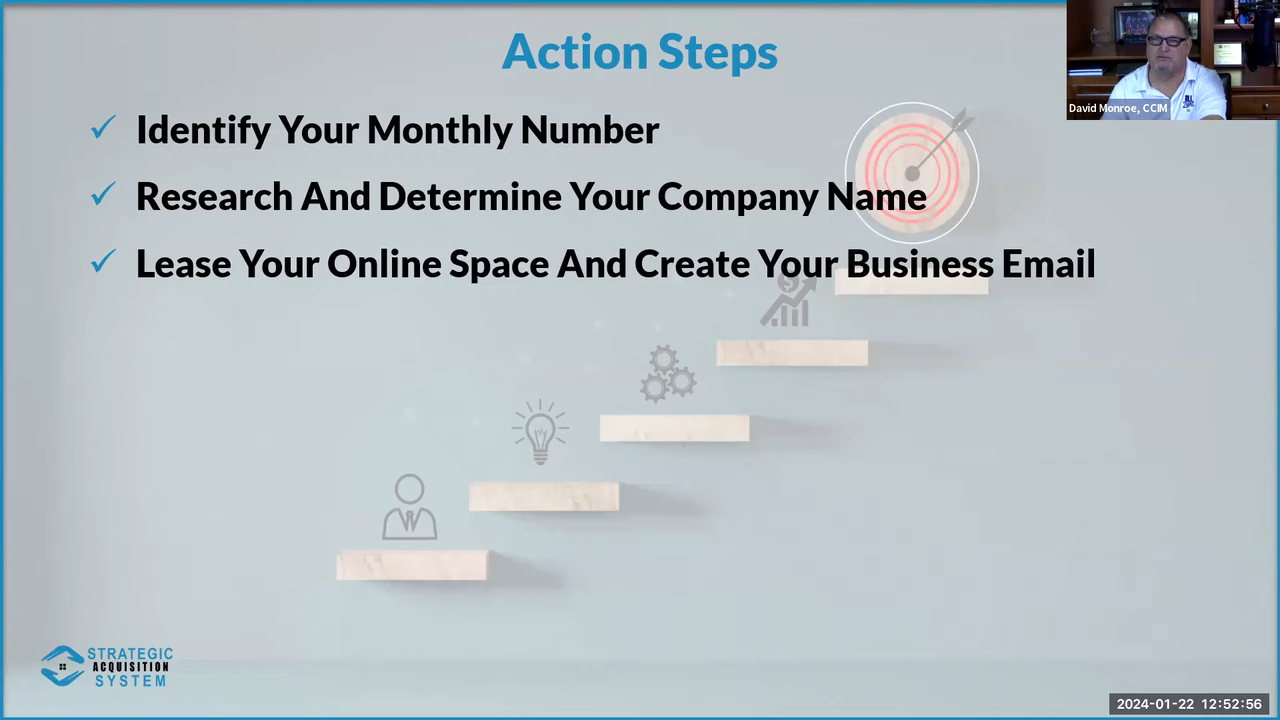 Action Steps
David Monroe, CCIM
✓ Identify Your Monthly Number
✓ Research And Determine Your Company Name
✓ Lease Your Online Space And Create Your Business Email
$
STRATEGIC
ACQUISITION
SYSTEM
2024-01-22 12:52:56